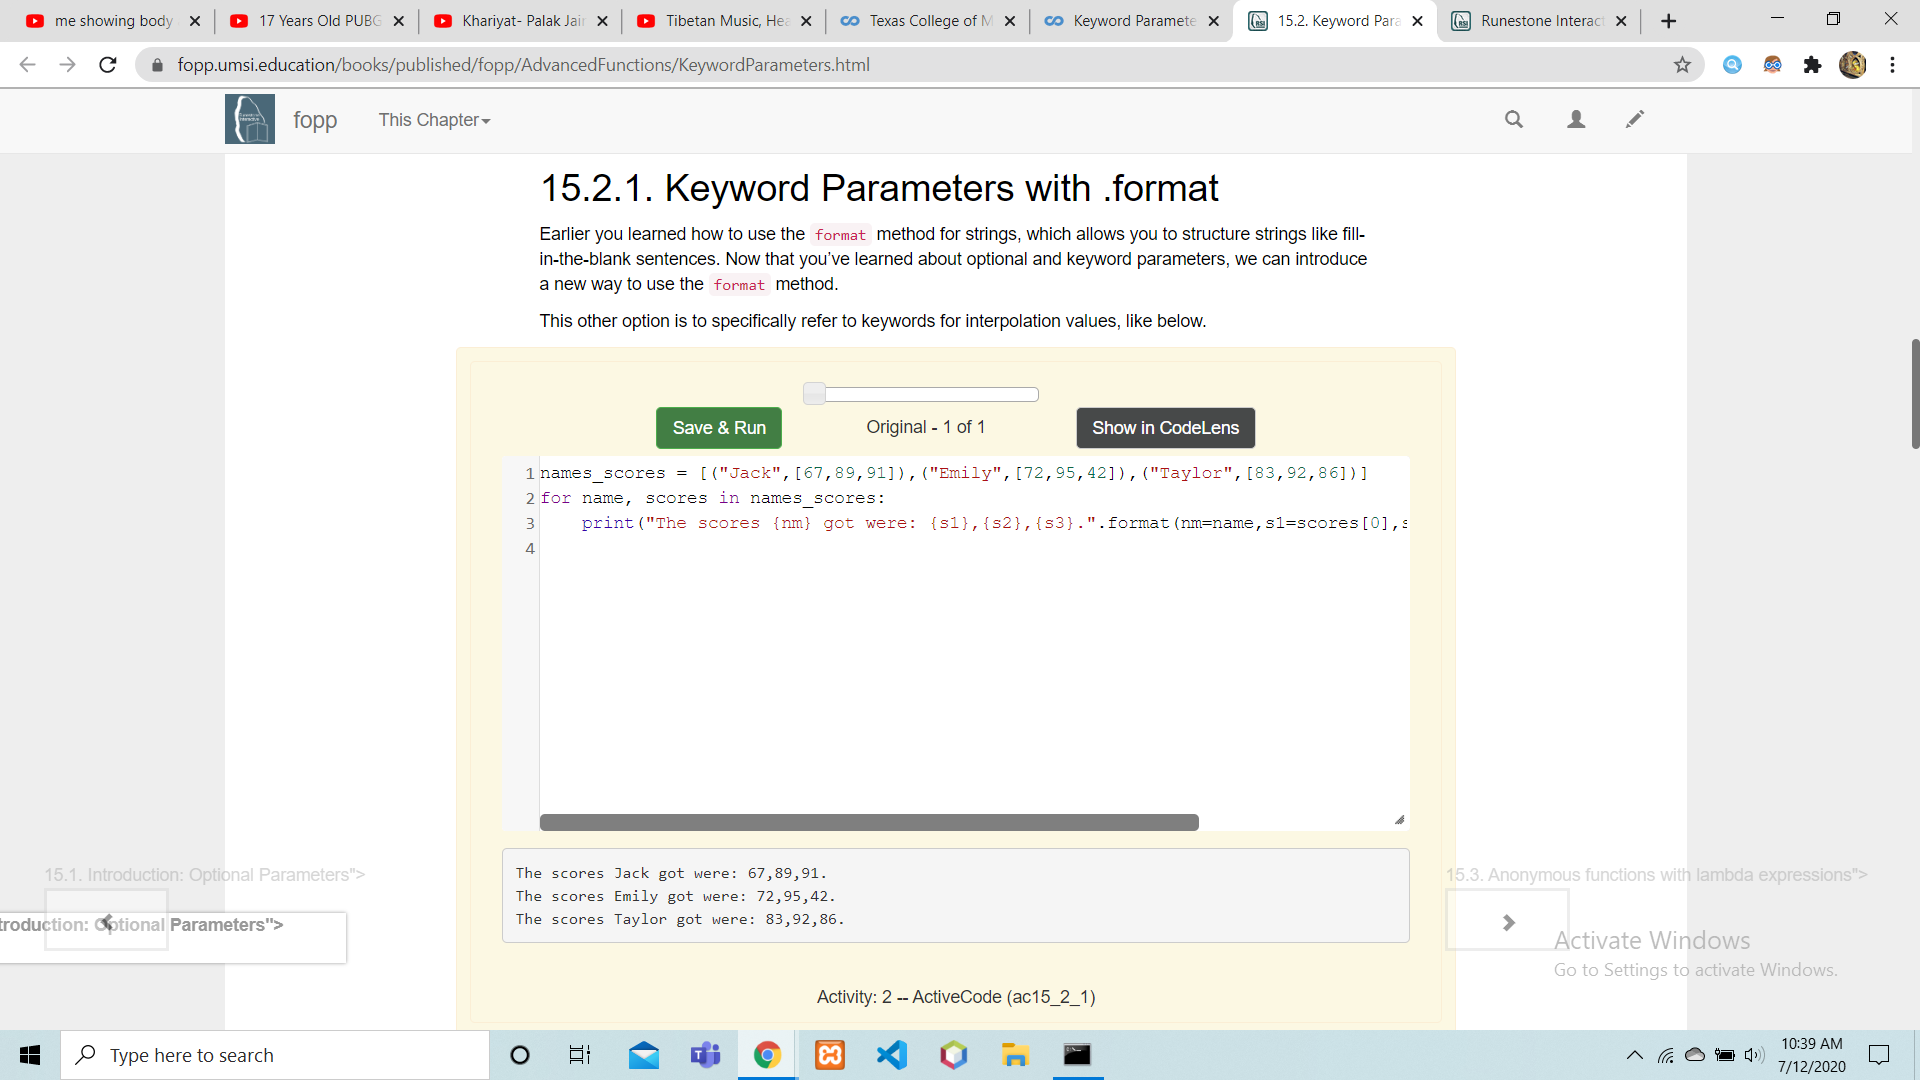 me showing body
17 Years Old PUBG
Khariyat- Palak Jair
Tibetan Music, Hea
Texas College of M
Keyword Paramete
15.2. Keyword Para
Runestone Interact
fopp.umsi.education/books/published/fopp/AdvancedFunctions/KeywordParameters.html
fopp
This Chapter
15.2.1. Keyword Parameters with .format
Earlier you learned how to use the format method for strings, which allows you to structure strings like fill-
in-the-blank sentences. Now that you've learned about optional and keyword parameters, we can introduce
a new way to use the format method.
This other option is to specifically refer to keywords for interpolation values, like below.
Save & Run
Original - 1 of 1
Show in CodeLens
1 names_scores = [("Jack",[67,89,91]),("Emily",[72,95,42]),("Taylor",[83,92,86])]
2 for name, scores in names_scores:
3     print("The scores {nm} got were: {s1},{s2},{s3}.".format(nm=name,s1=scores[0],s
4
The scores Jack got were: 67,89,91.
The scores Emily got were: 72,95,42.
The scores Taylor got were: 83,92,86.
15.1. Introduction: Optional Parameters">
troduction: Optional Parameters">
15.3. Anonymous functions with lambda expressions">
Activate Windows
Go to Settings to activate Windows.
Activity: 2 -- ActiveCode (ac15_2_1)
Type here to search
10:39 AM
7/12/2020